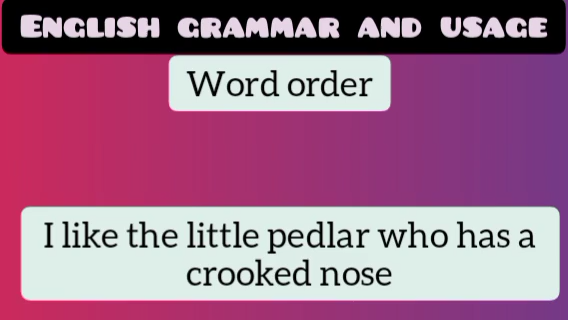 English grammar and usage
Word order
I like the little pedlar who has a
crooked nose